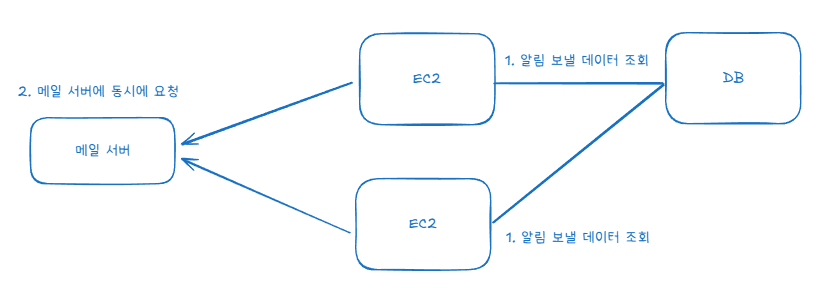 1. 알림 보낼 데이터 조회
EC2
DB
2. 메일 서버에 동시에 요청
메일 서버
EC2
1. 알림 보낼 데이터 조회